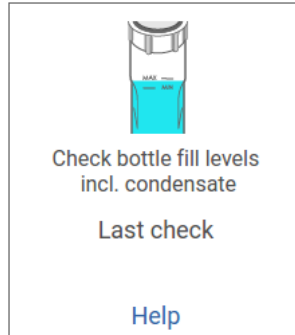 MAX
MIN
Check bottle fill levels
incl. condensate
Last check
Help